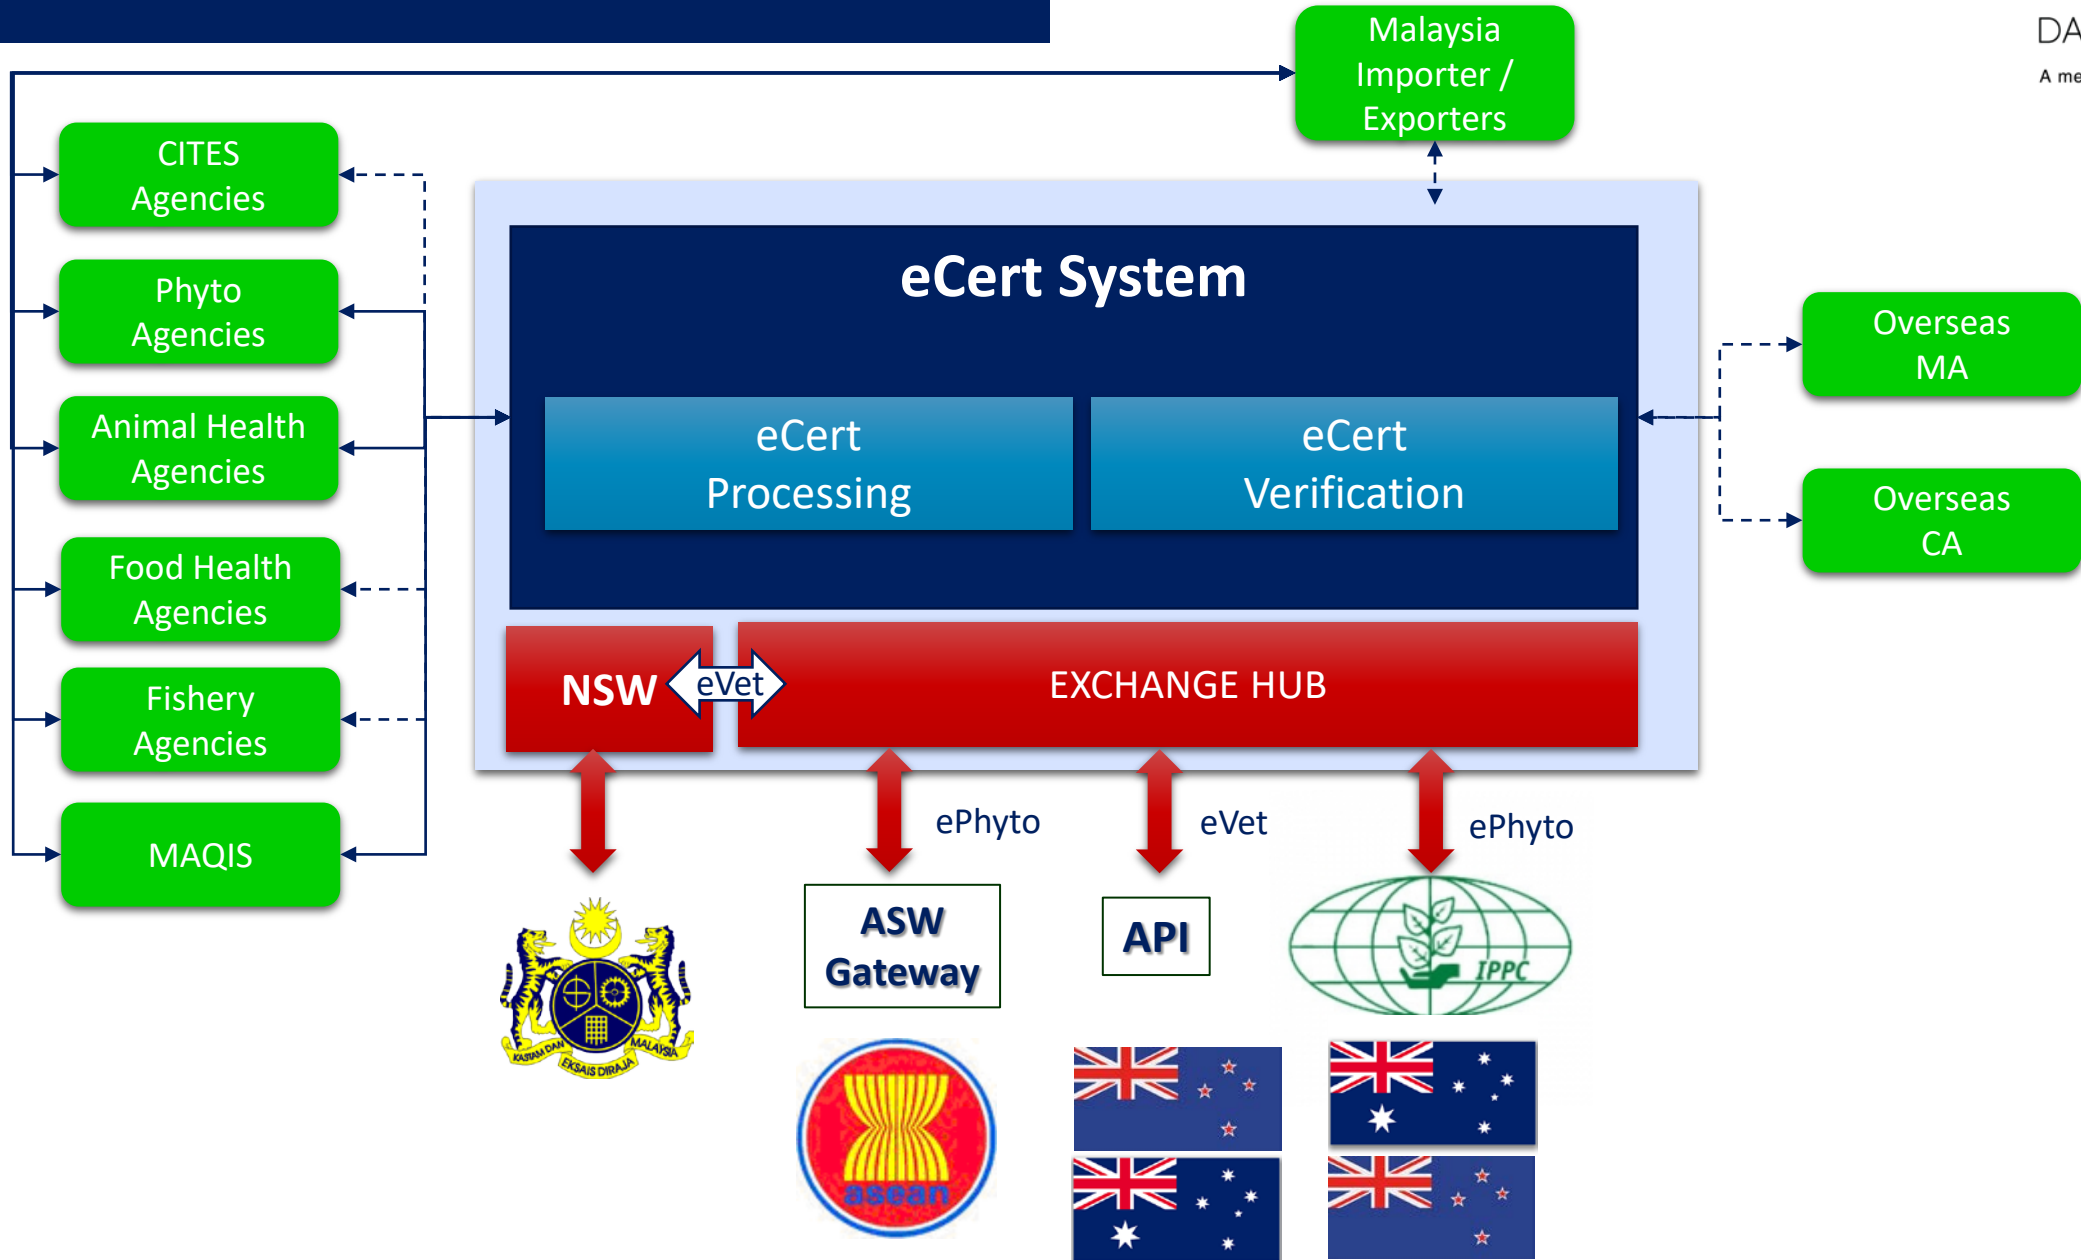 DA
A me
Malaysia
Importer /
Exporters
CITES
Agencies
Phyto
Agencies
Animal Health
Agencies
Food Health
Agencies
Fishery
Agencies
MAQIS
eCert System
eCert
Processing
eCert
Verification
Overseas
MA
Overseas
CA
NSW
eVet
EXCHANGE HUB
ePhyto
eVet
ePhyto
KASTAM DAN
EKSAIS DIRAJA
MALAYSIA
ASW
Gateway
API
IPPC
asean